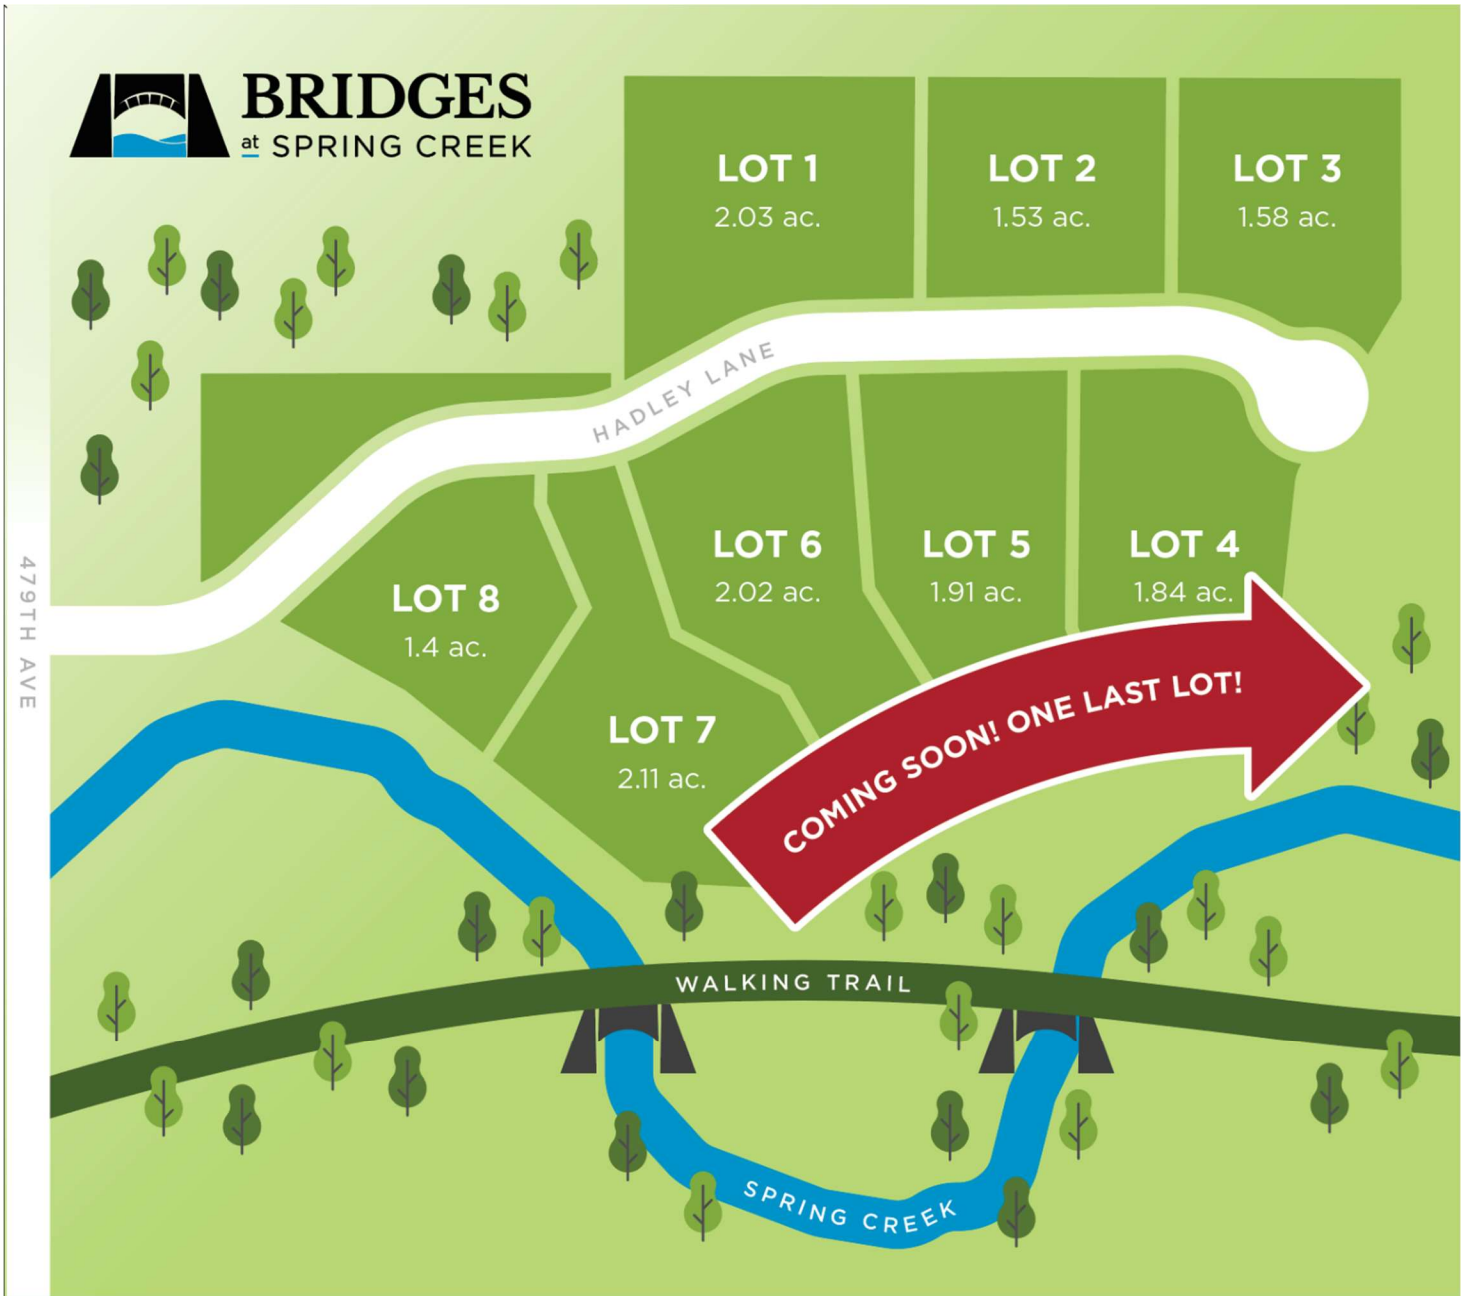 BRIDGES
at SPRING CREEK
LOT 1
2.03 ac.
LOT 2
1.53 ac.
LOT 3
1.58 ac.
HADLEY LANE
479TH AVE
LOT 8
1.4 ac.
LOT 6
2.02 ac.
LOT 5
1.91 ac.
LOT 4
1.84 ac.
LOT 7
2.11 ac.
COMING SOON! ONE LAST LOT!
WALKING TRAIL
SPRING CREEK